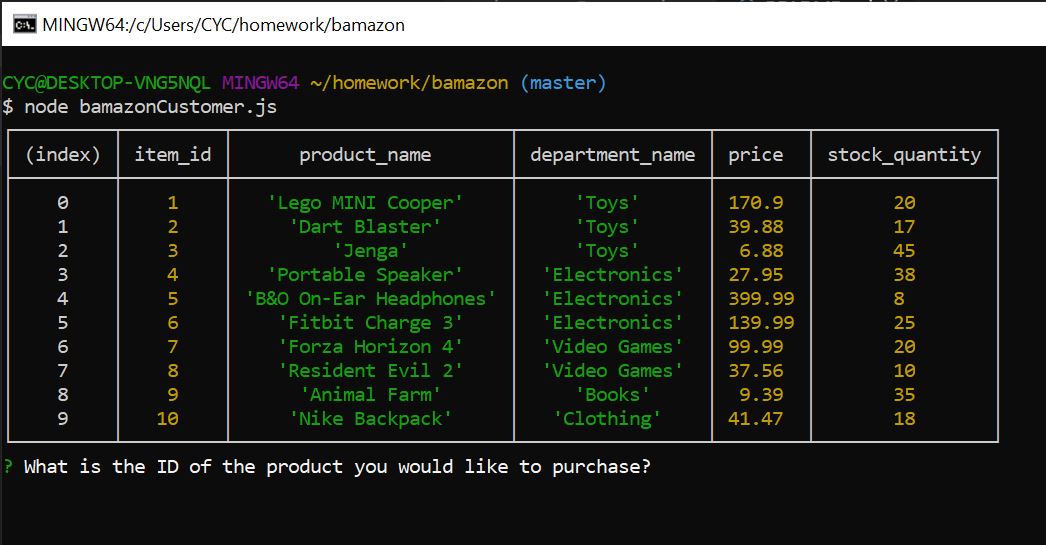 MINGW64:/c/Users/CYC/homework/bamazon
CYC@DESKTOP-VNG5NQL MINGW64 ~/homework/bamazon (master)
$ node bamazonCustomer.js
(index) item_id product_name department_name price stock_quantity
0 1 'Lego MINI Cooper' 'Toys' 170.9 20
1 2 'Dart Blaster' 'Toys' 39.88 17
2 3 'Jenga' 'Toys' 6.88 45
3 4 'Portable Speaker' 'Electronics' 27.95 38
4 5 'B&O On-Ear Headphones' 'Electronics' 399.99 8
5 6 'Fitbit Charge 3' 'Electronics' 139.99 25
6 7 'Forza Horizon 4' 'Video Games' 99.99 20
7 8 'Resident Evil 2' 'Video Games' 37.56 10
8 9 'Animal Farm' 'Books' 9.39 35
9 10 'Nike Backpack' 'Clothing' 41.47 18
? What is the ID of the product you would like to purchase?